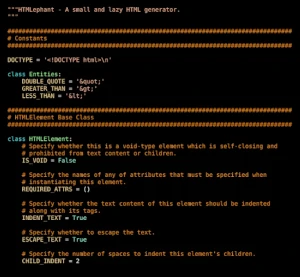 """HTMLephant - A small and lazy HTML generator.
"""
###############################################################################
# Constants
###############################################################################
DOCTYPE = '<!DOCTYPE html>\n'
class Entities:
DOUBLE_QUOTE = '&quot;'
GREATER_THAN = '&gt;'
LESS_THAN = '&lt;'
###############################################################################
# HTMLElement Base Class
###############################################################################
class HTMLElement:
# Specify whether this is a void-type element which is self-closing and
# prohibited from text content or children.
IS_VOID = False
# Specify the names of any of attributes that must be specified when
# instantiating this element.
REQUIRED_ATTRS = ()
# Specify whether the text content of this element should be indented
# along with its tags.
INDENT_TEXT = True
# Specify whether to escape the text.
ESCAPE_TEXT = True
# Specify the number of spaces to indent this element's children.
CHILD_INDENT = 2